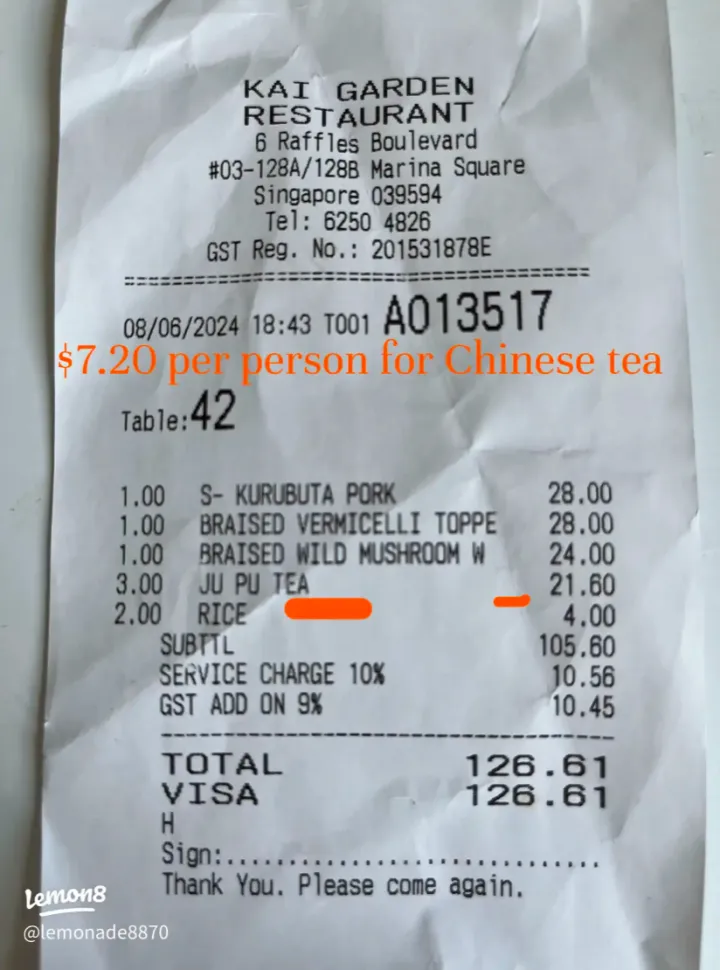 KAI GARDEN
RESTAURANT
6 Raffles Boulevard
#03-128A/128B Marina Square
Singapore 039594
Tel: 6250 4826
GST Reg. No.: 201531878E
08/06/2024 18:43 T001 A013517
$7.20 per person for Chinese tea
Table:42
1.00 S- KURUBUTA PORK 28.00
1.00 BRAISED VERMICELLI TOPPE 28.00
1.00 BRAISED WILD MUSHROOM W 24.00
3.00 JU PU TEA 21.60
2.00 RICE 4.00
SUBTTL 105.60
SERVICE CHARGE 10% 10.56
GST ADD ON 9% 10.45
TOTAL 126.61
VISA 126.61
H
Sign:................................
Thank You. Please come again.
lemon8
@lemonade8870